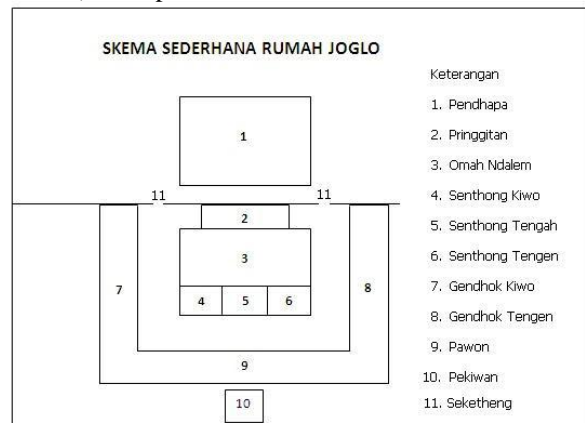 SKEMA SEDERHANA RUMAH JOGLO
Keterangan
1. Pendhapa
2. Pringgitan
3. Omah Ndalem
4. Senthong Kiwo
5. Senthong Tengah
6. Senthong Tengen
7. Gendhok Kiwo
8. Gendhok Tengen
9. Pawon
10. Pekiwan
11. Seketheng
1
11
11
2
3
7
8
4
5
6
9
10